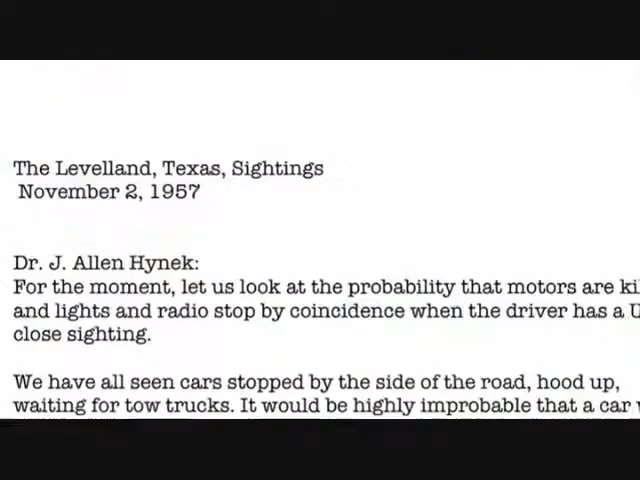 The Levelland, Texas, Sightings
November 2, 1957
Dr. J. Allen Hynek:
For the moment, let us look at the probability that motors are
and lights and radio stop by coincidence when the driver has a
close sighting.
We have all seen cars stopped by the side of the road, hood up,
waiting for tow trucks. It would be highly improbable that a car